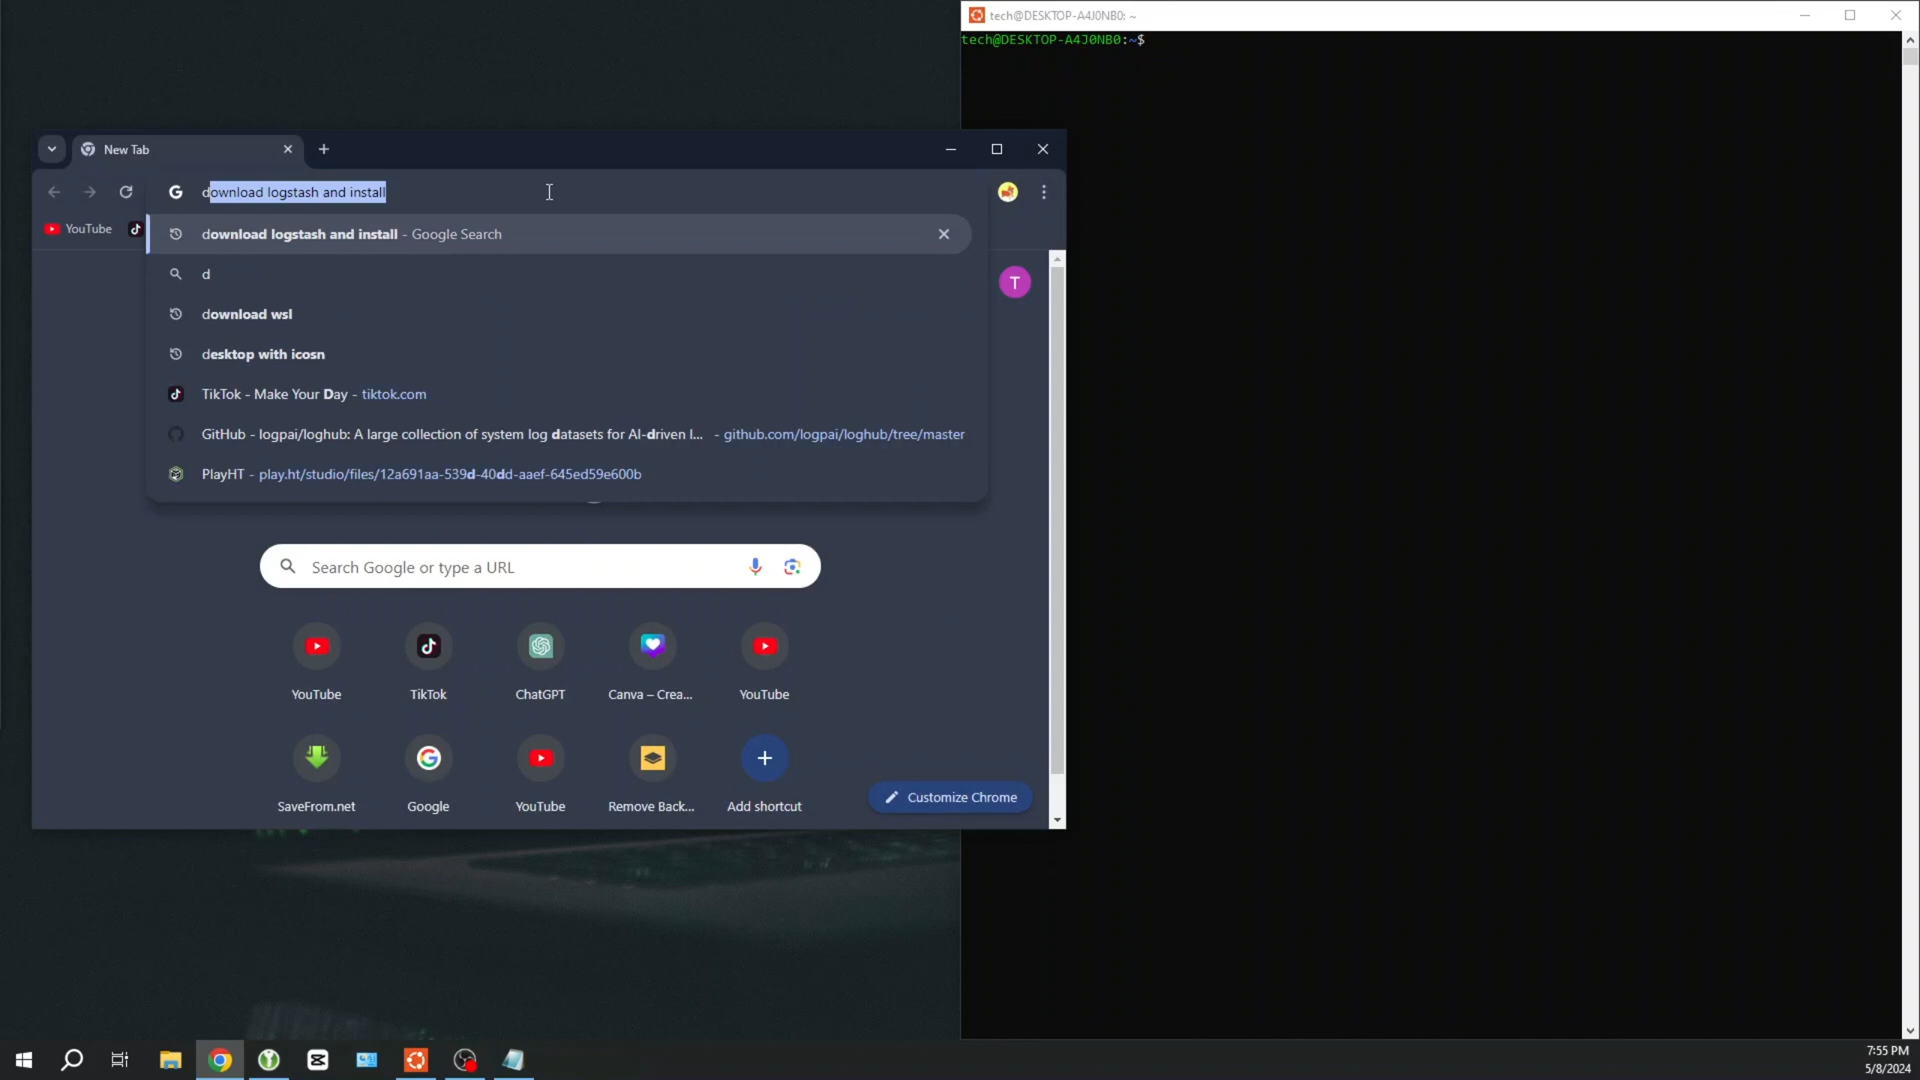 tech@DESKTOP-A4J0NB0: ~
tech@DESKTOP-A4J0NB0:~$
New Tab
download logstash and install
YouTube
download logstash and install - Google Search
d
download wsl
desktop with icosn
TikTok - Make Your Day - tiktok.com
GitHub - logpai/loghub: A large collection of system log datasets for AI-driven l... - github.com/logpai/loghub/tree/master
PlayHT - play.ht/studio/files/12a691aa-539d-40dd-aaef-645ed59e600b
T
Search Google or type a URL
YouTube
TikTok
ChatGPT
Canva – Crea...
YouTube
SaveFrom.net
Google
YouTube
Remove Back...
Add shortcut
Customize Chrome
7:55 PM
5/8/2024